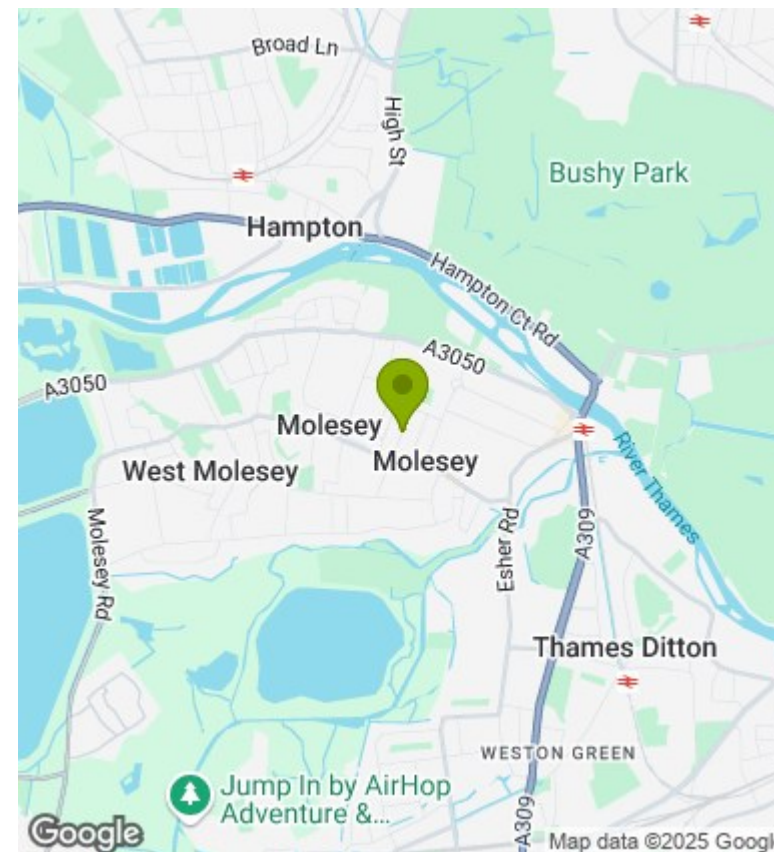 Broad Ln
High St
Bushy Park
Hampton
Hampton Ct Rd
A3050
A3050
Molesey
Molesey
West Molesey
River Thames
Molesey Rd
Esher Rd
A309
Thames Ditton
WESTON GREEN
Jump In by AirHop
Adventure &...
A309
Google
Map data ©2025 Googl